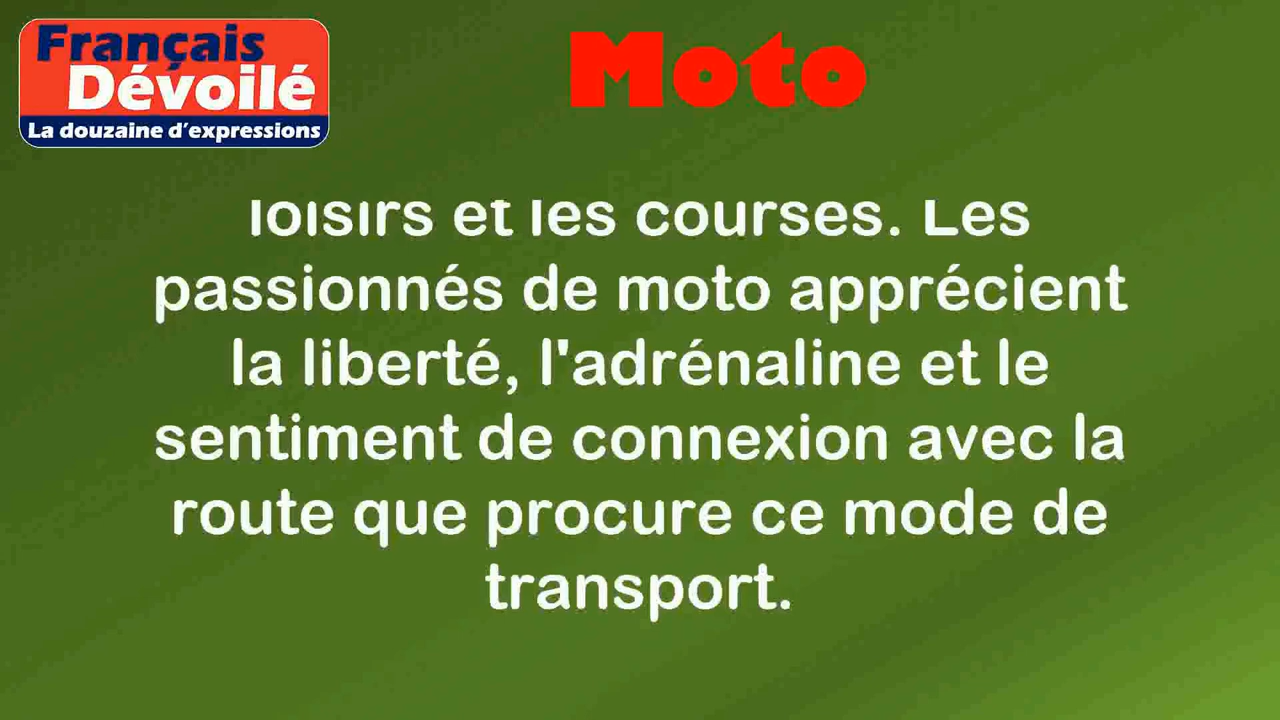 Français
Dévoilé
La douzaine d'expressions
Moto
loisirs et les courses. Les
passionnés de moto apprécient
la liberté, l'adrénaline et le
sentiment de connexion avec la
route que procure ce mode de
transport.